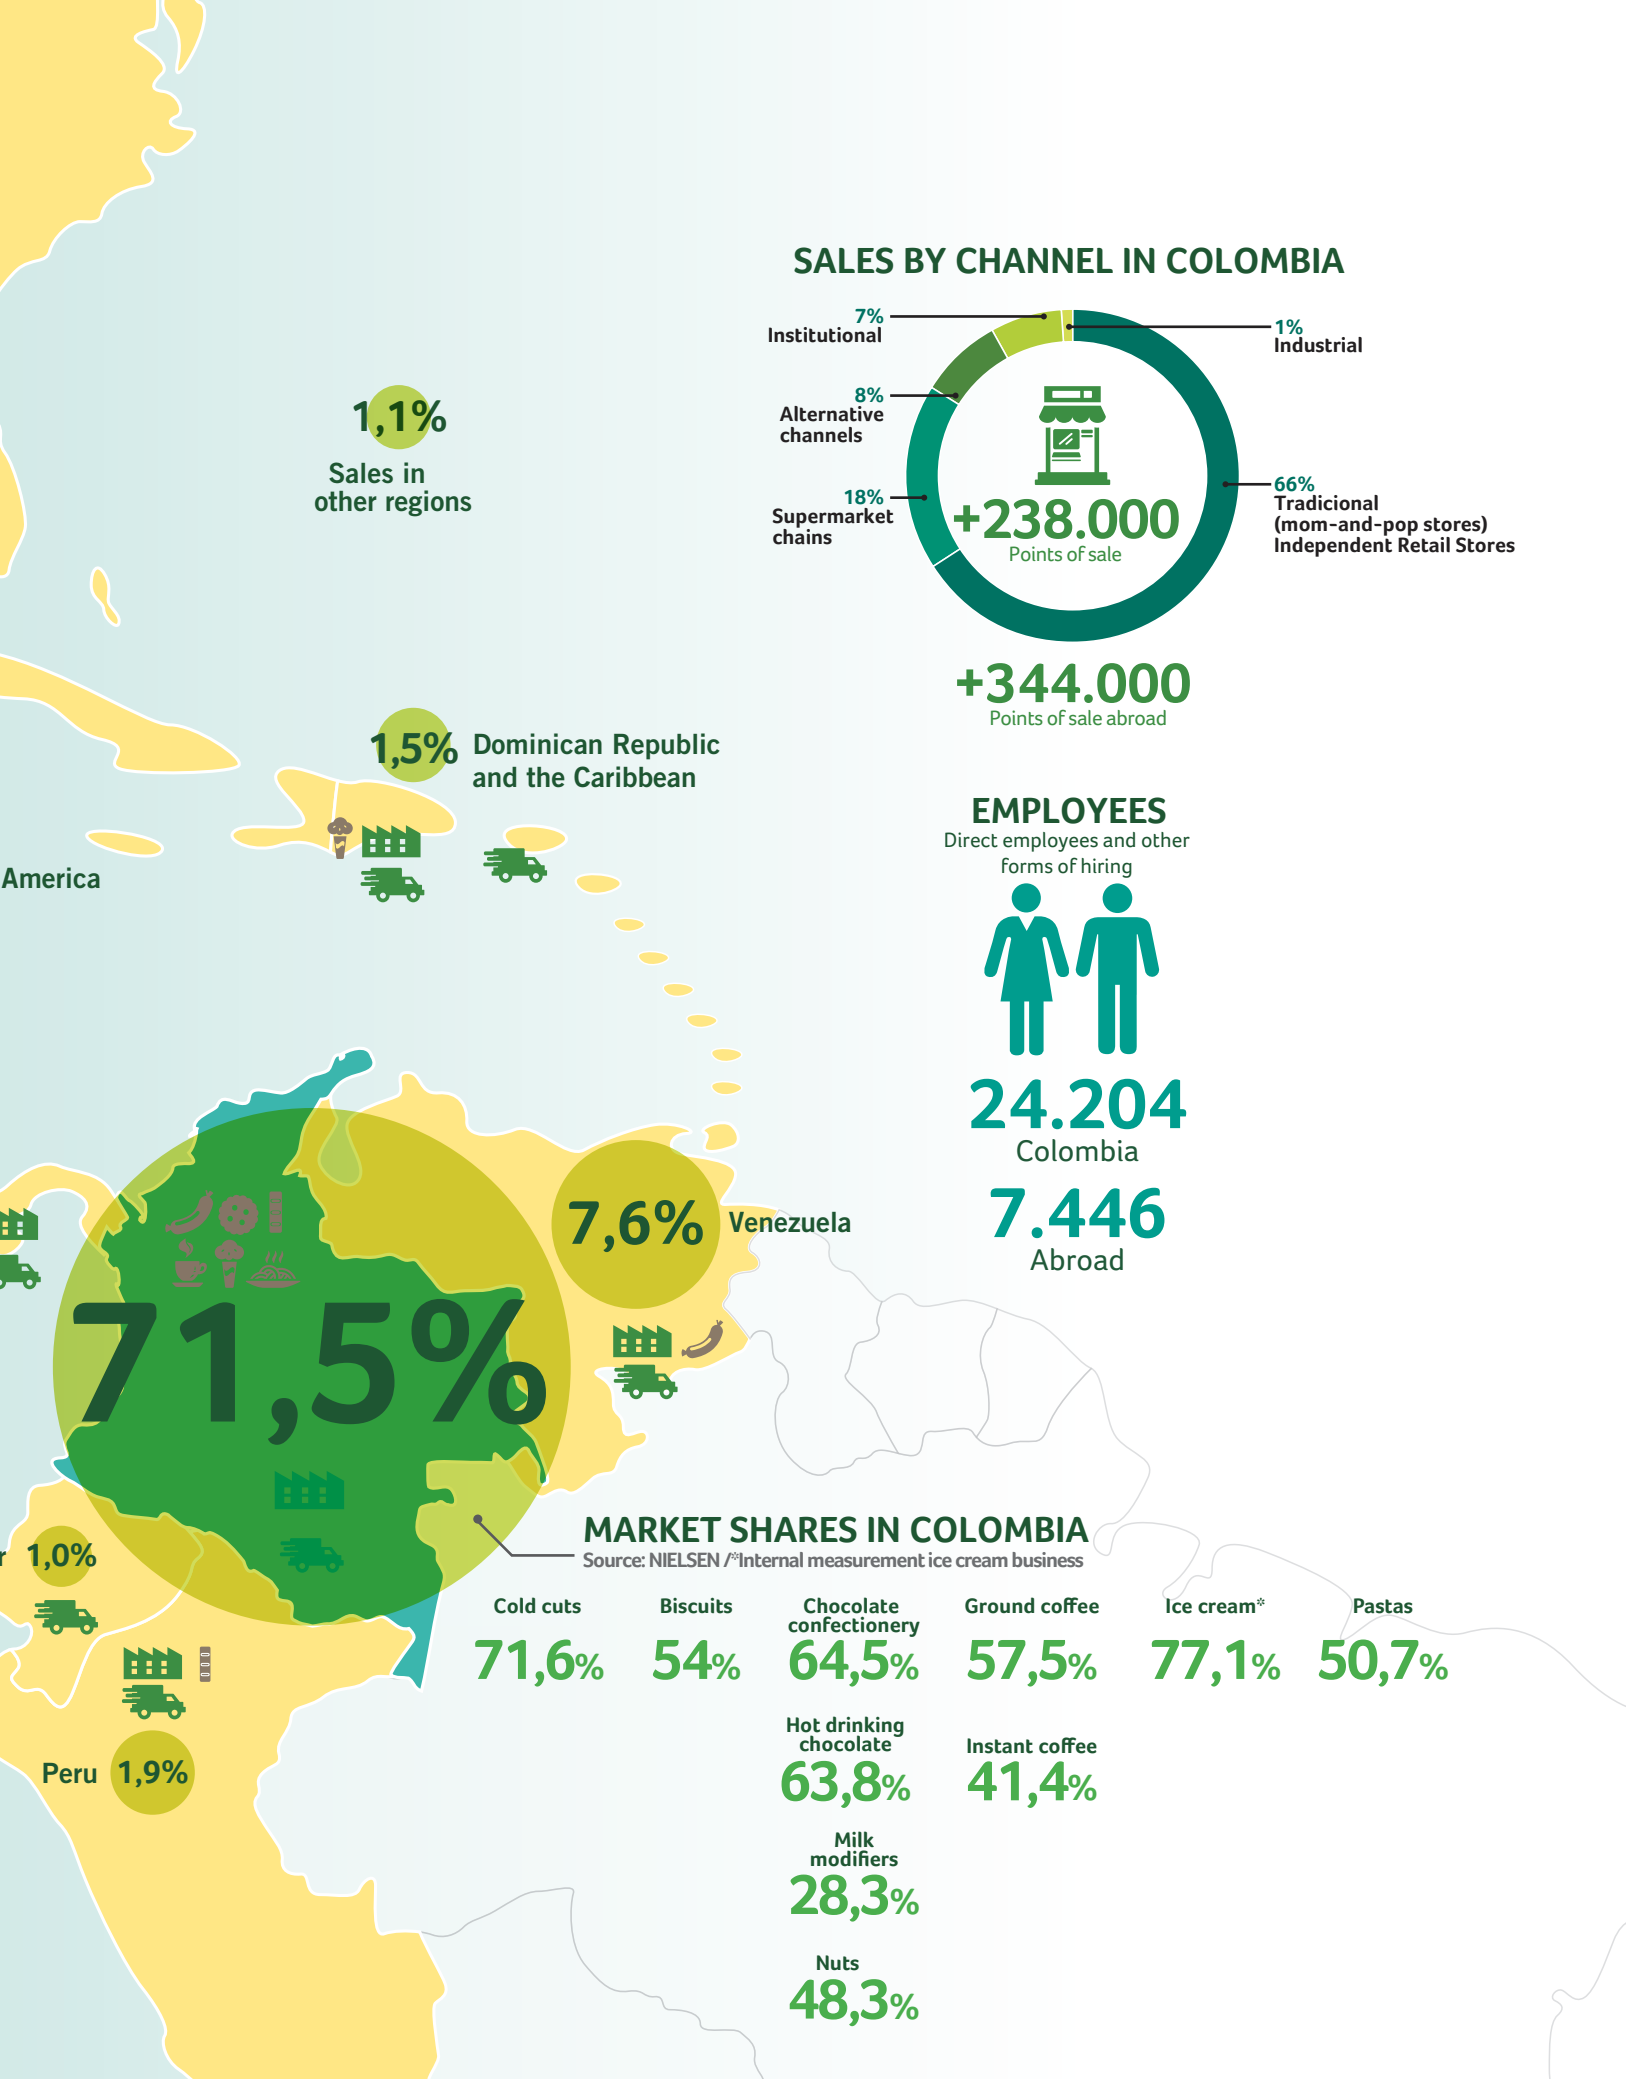 SALES BY CHANNEL IN COLOMBIA
7%
Institutional
1%
Industrial
8%
Alternative
channels
18%
Supermarket
chains
66%
Tradicional
(mom-and-pop stores)
Independent Retail Stores
+238.000
Points of sale
+344.000
Points of sale abroad
1,1%
Sales in
other regions
1,5%
Dominican Republic
and the Caribbean
America
EMPLOYEES
Direct employees and other
forms of hiring
24.204
Colombia
7.446
Abroad
7,6%
Venezuela
71,5%
r 1,0%
Peru 1,9%
MARKET SHARES IN COLOMBIA
Source: NIELSEN /*Internal measurement ice cream business
Cold cuts
71,6%
Biscuits
54%
Chocolate
confectionery
64,5%
Ground coffee
57,5%
Ice cream*
77,1%
Pastas
50,7%
Hot drinking
chocolate
63,8%
Instant coffee
41,4%
Milk
modifiers
28,3%
Nuts
48,3%